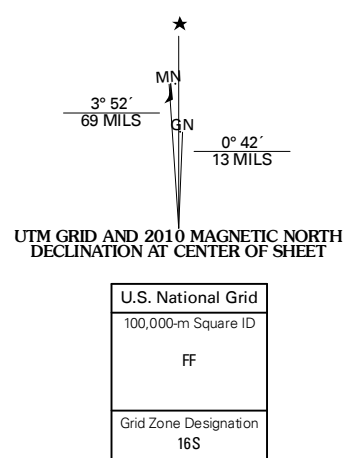 ★
MN
3° 52´
69 MILS
GN
0° 42´
13 MILS
UTM GRID AND 2010 MAGNETIC NORTH
DECLINATION AT CENTER OF SHEET
U.S. National Grid
100,000-m Square ID
FF
Grid Zone Designation
16S